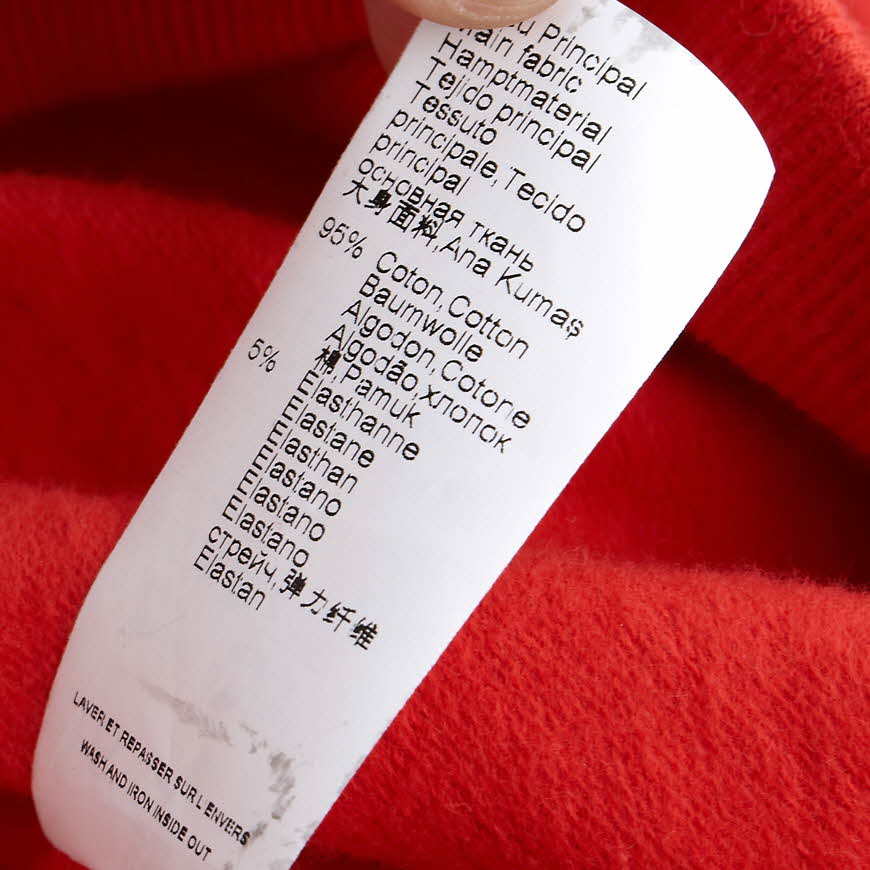 Principal
Main fabric
Hamptmaterial
Tejido principal
Tessuto
principale,Tecido
principal
основная ткань
大身面料,Ana Kumaş
95% Coton,Cotton
Baumwolle
Algodon,Cotone
Algodão,хлопок
棉,Pamuk
5% Elasthanne
Elastane
Elasthan
Elastano
Elastano
Elastano
стрейч,弹力纤维
Elastan
LAVER ET REPASSER SUR L ENVERS
WASH AND IRON INSIDE OUT